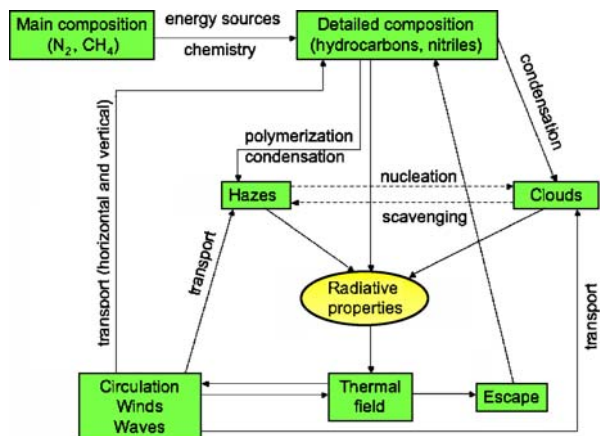 Main composition
(N₂, CH₄)
energy sources
chemistry
Detailed composition
(hydrocarbons, nitriles)
condensation
transport (horizontal and vertical)
polymerization
condensation
Hazes
nucleation
scavenging
Clouds
transport
Radiative
properties
transport
Circulation
Winds
Waves
Thermal
field
Escape